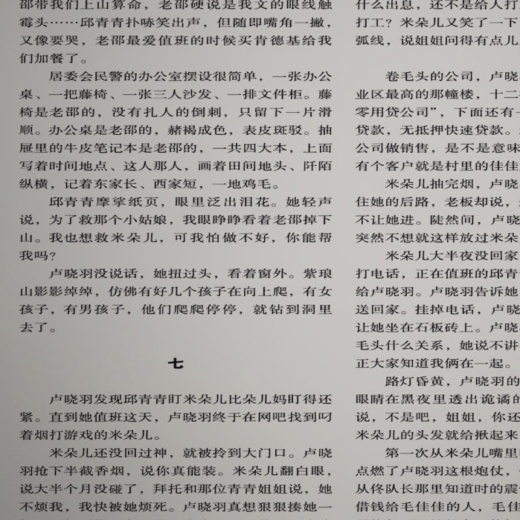 邵带我们上山算命，老邵硬说是我文的眼线触
霉头……邱青青扑哧笑出声，但随即嘴角一撇，
又像要哭，老邵最爱值班的时候买肯德基给我
们加餐了。
居委会民警的办公室摆设很简单，一张办公
桌、一把藤椅、一张三人沙发、一排文件柜。藤
椅是老邵的，没有扎人的倒刺，只留下一片滑
顺。办公桌是老邵的，赭褐成色，表皮斑驳。抽
屉里的牛皮笔记本是老邵的，一共四大本，上面
写着时间地点、这人那人，画着田间地头、阡陌
纵横，记着东家长、西家短，一地鸡毛。
邱青青摩挲纸页，眼里泛出泪花。她轻声
说，为了救那个小姑娘，我眼睁睁看着老邵掉下
山。我也想救米朵儿，可我怕做不好，你能帮
我吗？
卢晓羽没说话，她扭过头，看着窗外。紫琅
山影影绰绰，仿佛有好几个孩子在向上爬，有女
孩子，有男孩子，他们爬爬停停，就钻到洞里
去了。
七
卢晓羽发现邱青青盯米朵儿比朵儿妈盯得还
紧。直到她值班这天，卢晓羽终于在网吧找到叼
着烟打游戏的米朵儿。
米朵儿还没回过神，就被拎到大门口。卢晓
羽抢下半截香烟，说你真能装。米朵儿翻白眼，
说大半个月没碰了，拜托和那位青青姐姐说，她
不烦我，我快被她烦死。卢晓羽真想狠狠揍她一
什么出息，还不是给人打
打工？米朵儿又笑了一下
弧线，说姐姐问得有点儿
卷毛头的公司，卢晓
业区最高的那幢楼，十二
零用贷公司”，下面还有一
贷款，无抵押快速贷款。
公司做销售，是不是意味
有个客户就是村里的佳佳
米朵儿抽完烟，卢晓
住她的后路，老板却说，
不让她进。陡然间，卢晓
突然不想就这样放过米朵
米朵儿大半夜没回家
打电话，正在值班的邱青
给卢晓羽。卢晓羽告诉她
送回家。挂掉电话，卢晓
让她坐在石板砖上。卢晓
毛头什么关系，她说不讲
正大家知道我俩在一起。
路灯昏黄，卢晓羽的
眼睛在黑夜里透出诡谲的
说，不是吧，姐姐，你还
米朵儿的头发就给揪起来
第一次从米朵儿嘴里
点燃了卢晓羽这根炮仗，
从佟队长那里知道的时
借钱给毛佳佳的人，毛佳